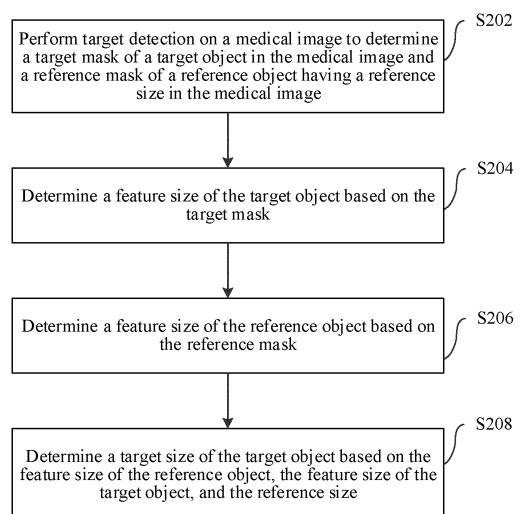 S202
Perform target detection on a medical image to determine
a target mask of a target object in the medical image and
a reference mask of a reference object having a reference
size in the medical image
S204
Determine a feature size of the target object based on the
target mask
S206
Determine a feature size of the reference object based on
the reference mask
S208
Determine a target size of the target object based on the
feature size of the reference object, the feature size of the
target object, and the reference size